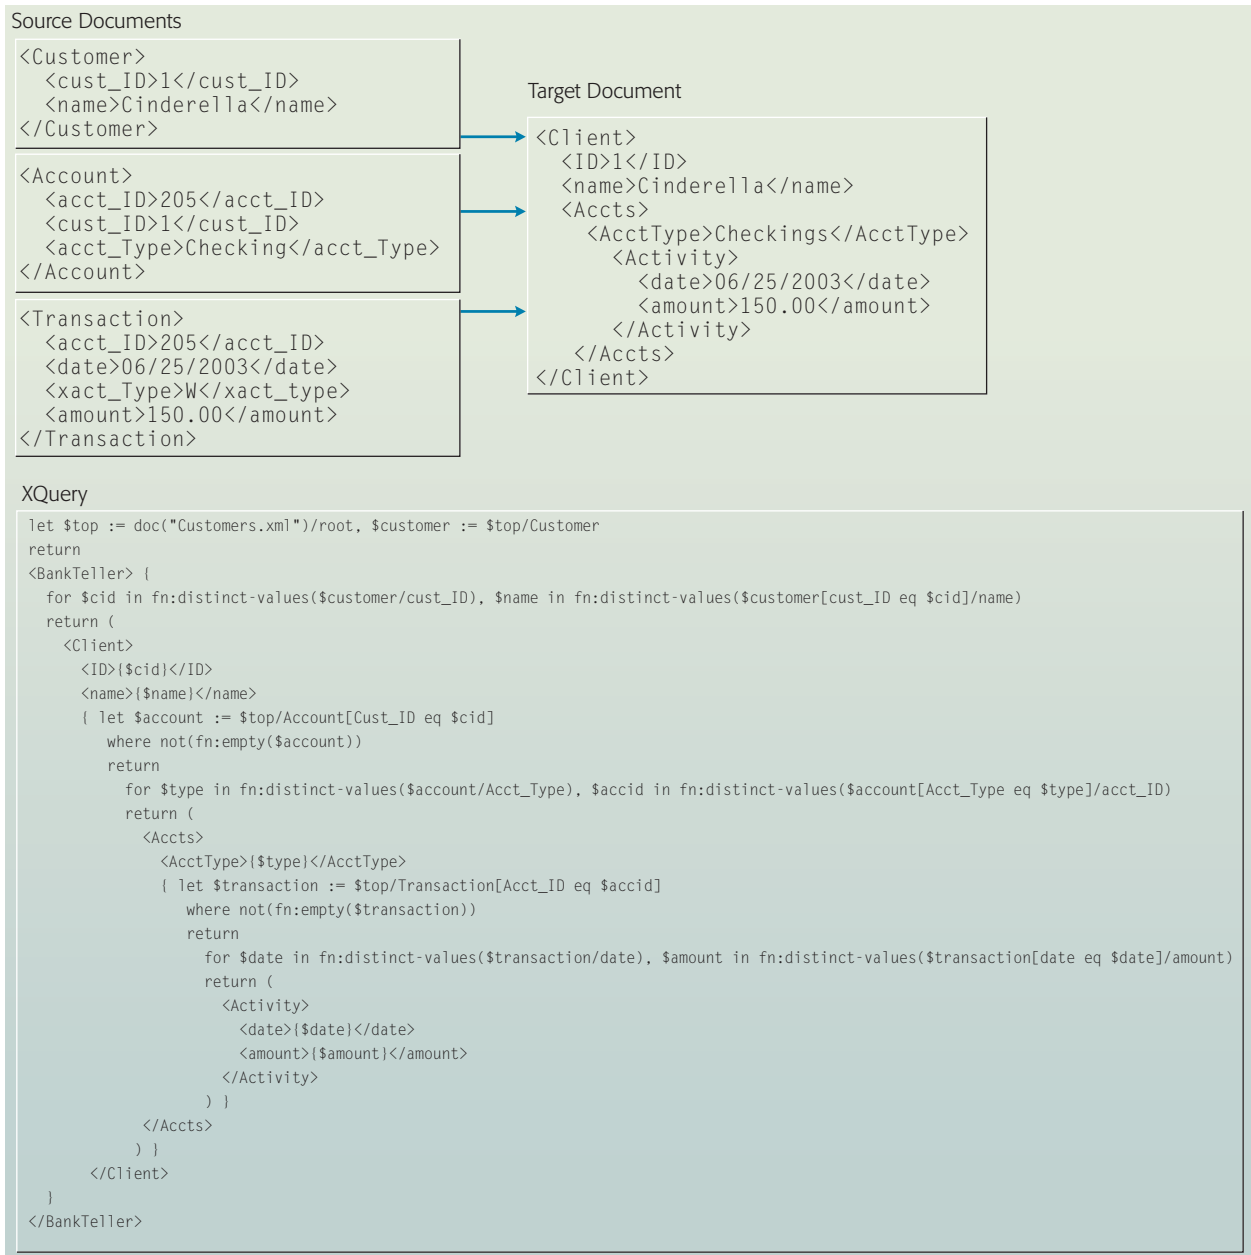 Source Documents
<Customer>
<cust_ID>1</cust_ID>
<name>Cinderella</name>
</Customer>
<Account>
<acct_ID>205</acct_ID>
<cust_ID>1</cust_ID>
<acct_Type>Checking</acct_Type>
</Account>
<Transaction>
<acct_ID>205</acct_ID>
<date>06/25/2003</date>
<xact_Type>W</xact_type>
<amount>150.00</amount>
</Transaction>
Target Document
<Client>
<ID>1</ID>
<name>Cinderella</name>
<Accts>
<AcctType>Checkings</AcctType>
<Activity>
<date>06/25/2003</date>
<amount>150.00</amount>
</Activity>
</Accts>
</Client>
XQuery
let $top := doc("Customers.xml")/root, $customer := $top/Customer
return
<BankTeller> {
for $cid in fn:distinct-values($customer/cust_ID), $name in fn:distinct-values($customer[cust_ID eq $cid]/name)
return (
<Client>
<ID>{$cid}</ID>
<name>{$name}</name>
{ let $account := $top/Account[Cust_ID eq $cid]
where not(fn:empty($account))
return
for $type in fn:distinct-values($account/Acct_Type), $accid in fn:distinct-values($account[Acct_Type eq $type]/acct_ID)
return (
<Accts>
<AcctType>{$type}</AcctType>
{ let $transaction := $top/Transaction[Acct_ID eq $accid]
where not(fn:empty($transaction))
return
for $date in fn:distinct-values($transaction/date), $amount in fn:distinct-values($transaction[date eq $date]/amount)
return (
<Activity>
<date>{$date}</date>
<amount>{$amount}</amount>
</Activity>
) }
</Accts>
) }
</Client>
}
</BankTeller>